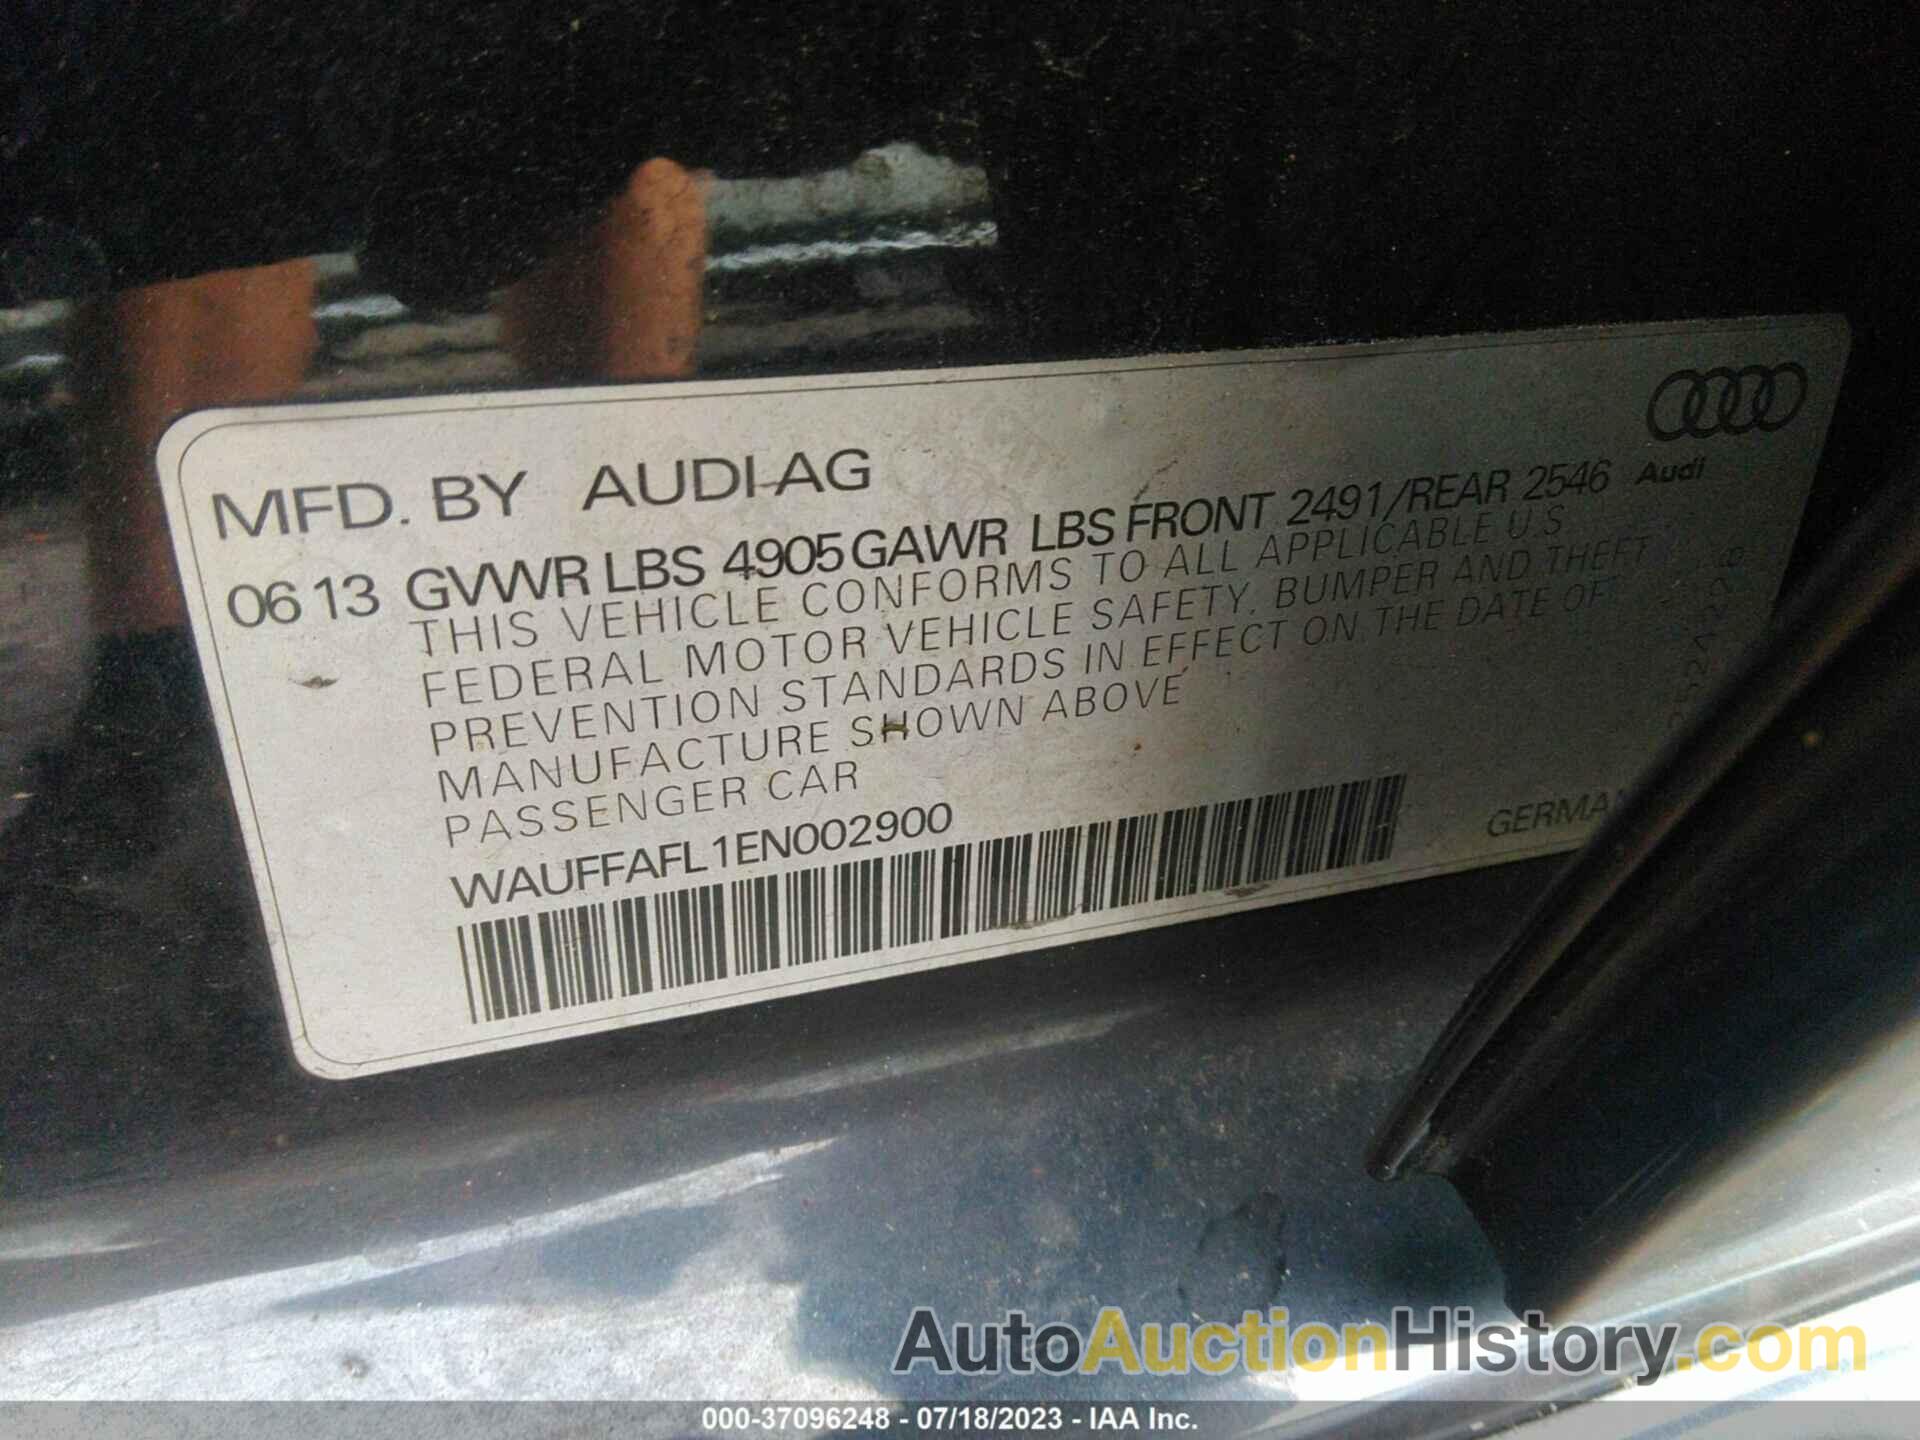 MFD. BY AUDI AG
Audi
06 13 GVWR LBS 4905 GAWR LBS FRONT 2491/REAR 2546
THIS VEHICLE CONFORMS TO ALL APPLICABLE U.S
FEDERAL MOTOR VEHICLE SAFETY, BUMPER AND THEFT
PREVENTION STANDARDS IN EFFECT ON THE DATE OF
MANUFACTURE SHOWN ABOVE
PASSENGER CAR
WAUFFAFL1EN002900
AutoAuctionHistory.com
000-37096248 - 07/18/2023 - IAA Inc.